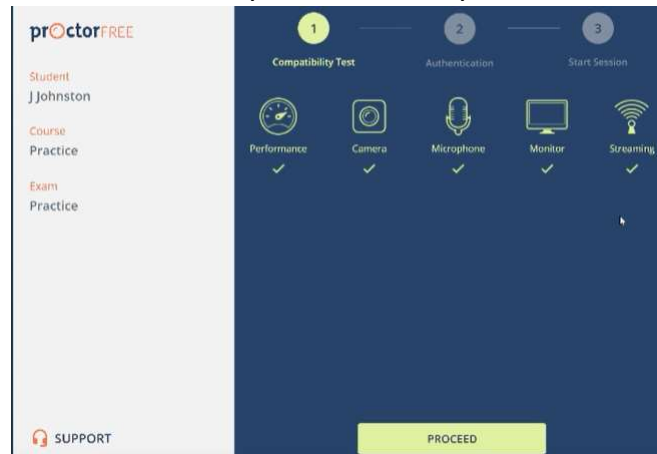 proctorFREE
Student
J Johnston
Course
Practice
Exam
Practice
SUPPORT
1 2 3
Compatibility Test Authentication Start Session
Performance Camera Microphone Monitor Streaming
PROCEED